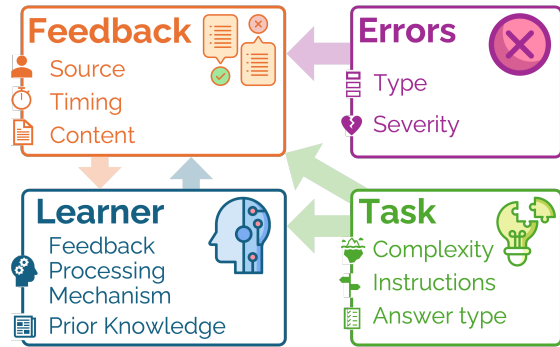 Feedback
Source
Timing
Content
Errors
Type
Severity
Learner
Feedback
Processing
Mechanism
Prior Knowledge
Task
Complexity
Instructions
Answer type